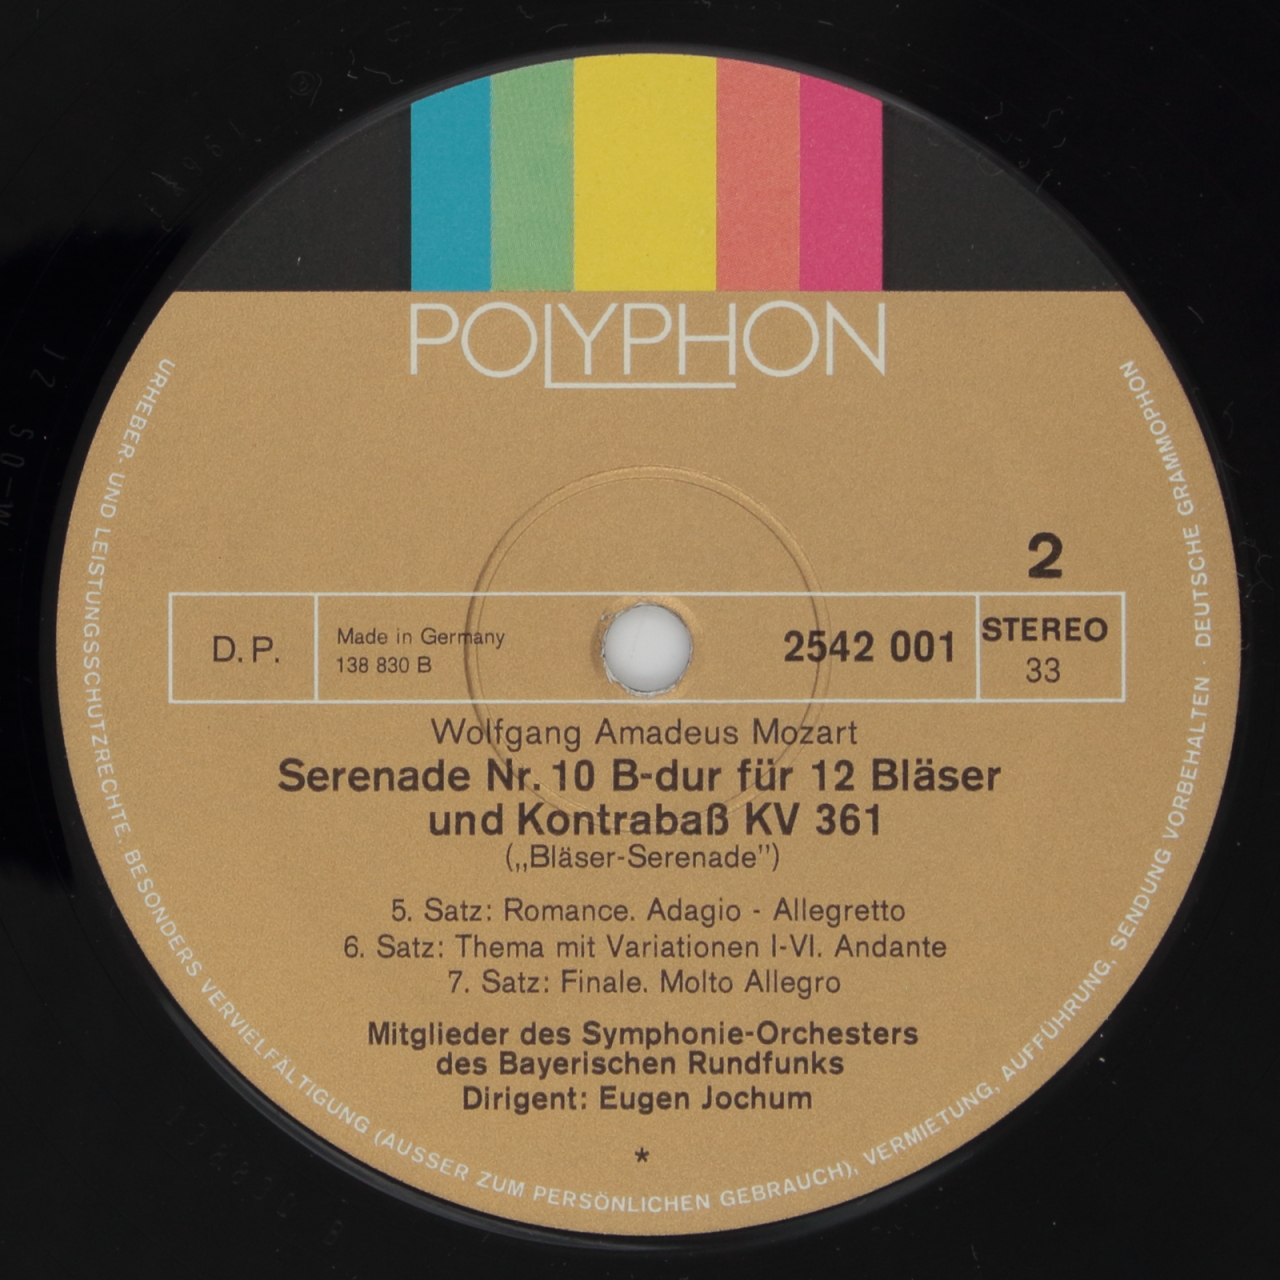 POLYPHON
2
D.P.
Made in Germany
138 830 B
2542 001
STEREO
33
Wolfgang Amadeus Mozart
Serenade Nr. 10 B-dur für 12 Bläser
und Kontrabaß KV 361
(„Bläser-Serenade”)
5. Satz: Romance. Adagio - Allegretto
6. Satz: Thema mit Variationen I-VI. Andante
7. Satz: Finale. Molto Allegro
Mitglieder des Symphonie-Orchesters
des Bayerischen Rundfunks
Dirigent: Eugen Jochum
*
URHEBER- UND LEISTUNGSSCHUTZRECHTE. BESONDERS VERVIELFÄLTIGUNG (AUSSER ZUM PERSÖNLICHEN GEBRAUCH), VERMIETUNG, AUFFÜHRUNG, SENDUNG VORBEHALTEN · DEUTSCHE GRAMMOPHON